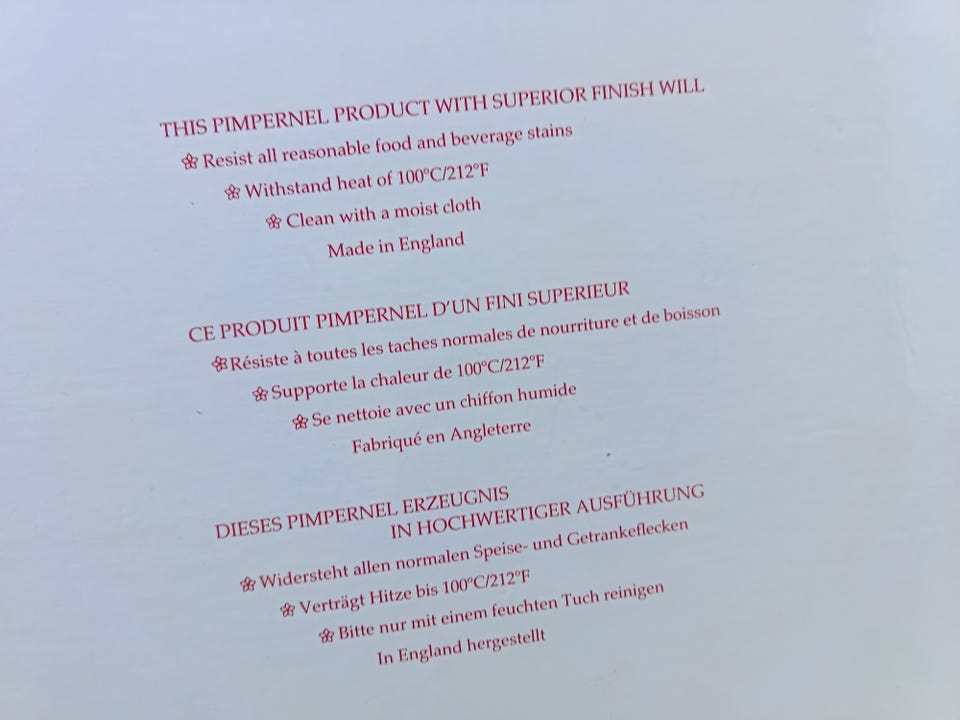 THIS PIMPERNEL PRODUCT WITH SUPERIOR FINISH WILL
❀ Resist all reasonable food and beverage stains
❀ Withstand heat of 100°C/212°F
❀ Clean with a moist cloth
Made in England
CE PRODUIT PIMPERNEL D'UN FINI SUPERIEUR
❀ Résiste à toutes les taches normales de nourriture et de boisson
❀ Supporte la chaleur de 100°C/212°F
❀ Se nettoie avec un chiffon humide
Fabriqué en Angleterre
DIESES PIMPERNEL ERZEUGNIS
IN HOCHWERTIGER AUSFÜHRUNG
❀ Widersteht allen normalen Speise- und Getrankeflecken
❀ Verträgt Hitze bis 100°C/212°F
❀ Bitte nur mit einem feuchten Tuch reinigen
In England hergestellt